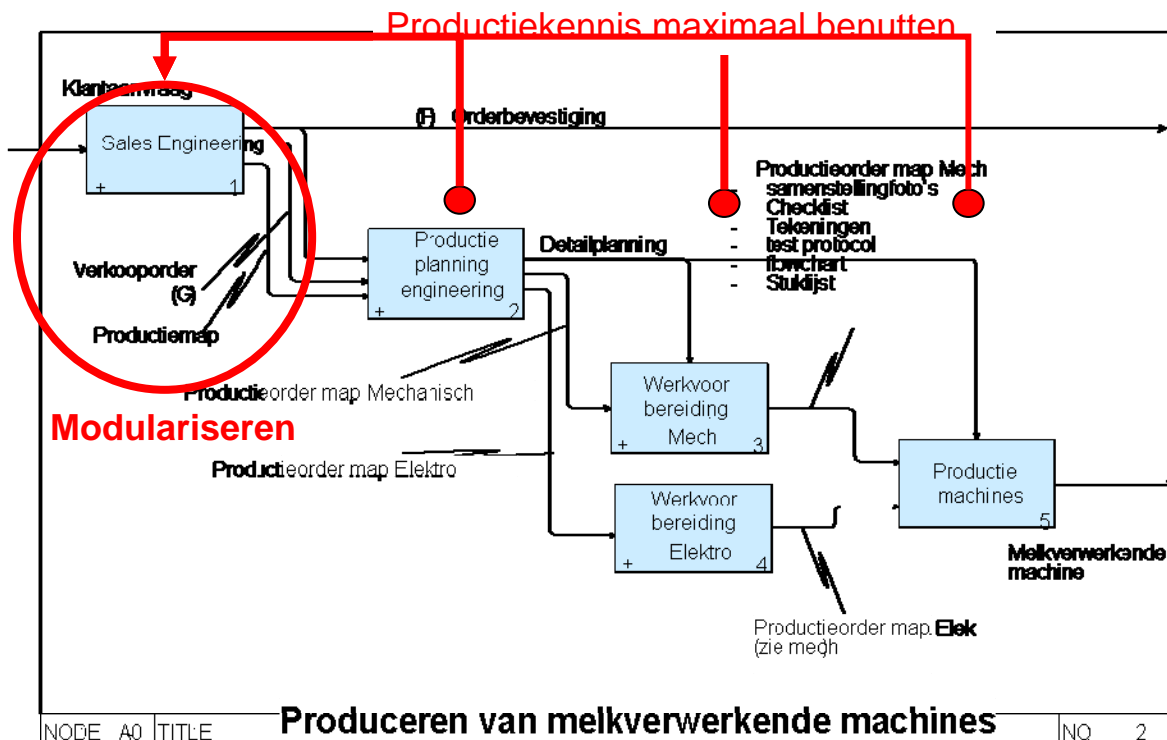 Productiekennis maximaal benutten
Klantaanvraag
(F) Orderbevestiging
Sales Engineering
+ 1
Productieorder map Mech
- samenstellingfoto's
- Checklist
- Tekeningen
- test protocol
- flowchart
- Stuklijst
Productie
planning
engineering
+ 2
Detailplanning
Verkooporder
(G)
Productiemap
Productieorder map Mechanisch
Modulariseren
Werkvoor
bereiding
Mech
+ 3
Productieorder map Elektro
Productie
machines
5
Werkvoor
bereiding
Elektro
+ 4
Melkverwerkende
machine
Productieorder map. Elek
(zie mech)
NODE A0 TITLE Produceren van melkverwerkende machines NO 2